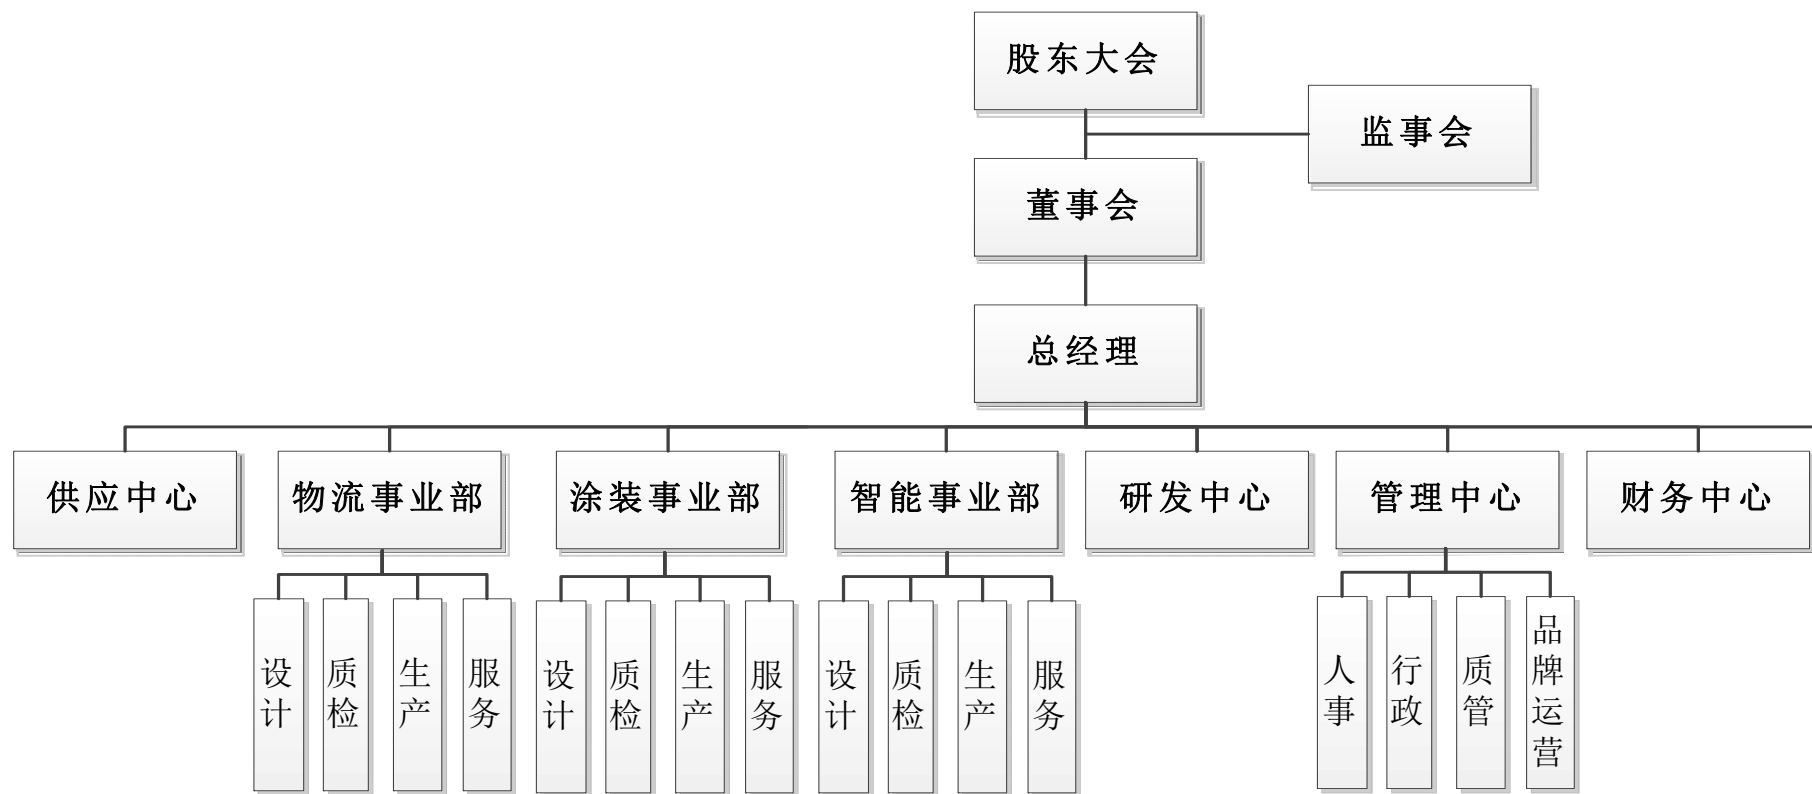 股东大会
监事会
董事会
总经理
供应中心
物流事业部
涂装事业部
智能事业部
研发中心
管理中心
财务中心
设计
质检
生产
服务
设计
质检
生产
服务
设计
质检
生产
服务
人事
行政
质管
品牌运营